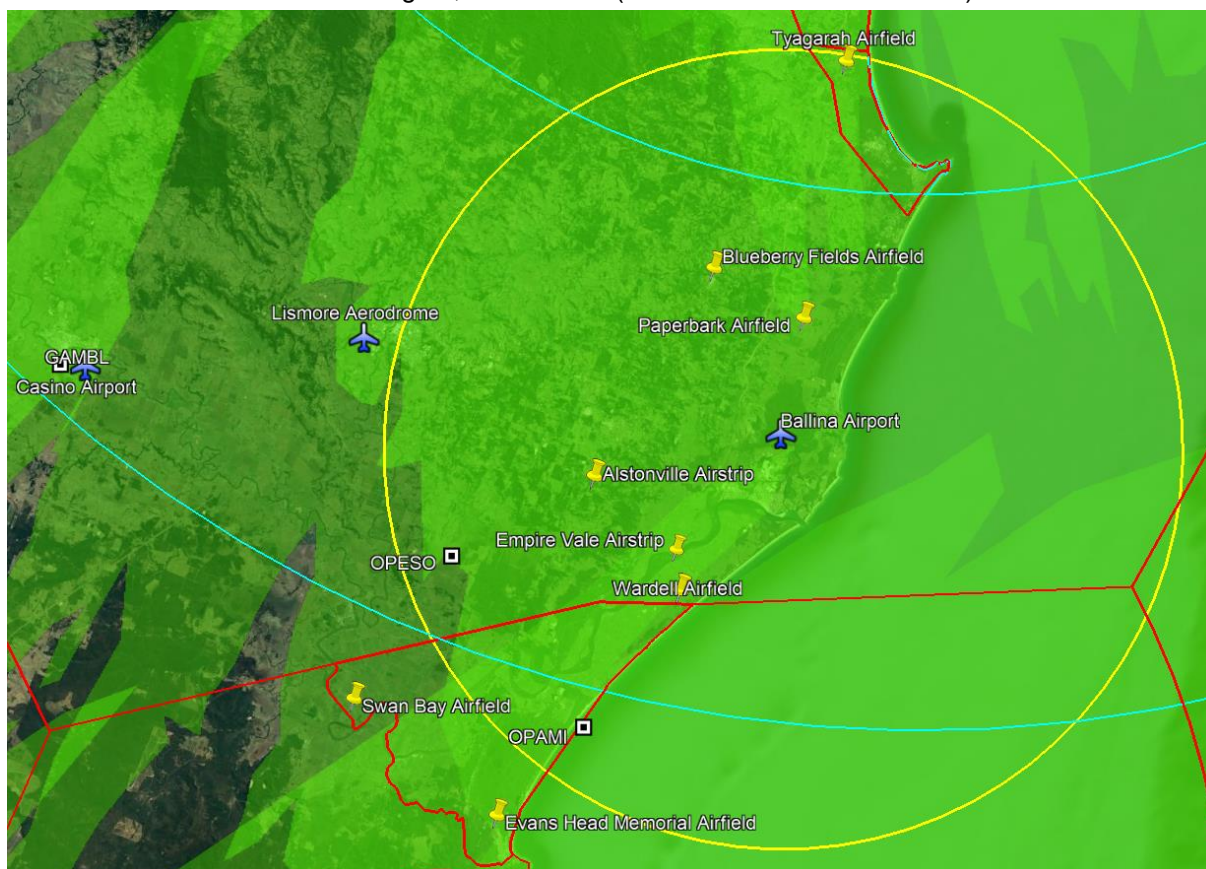 Tyagarah Airfield
Blueberry Fields Airfield
Lismore Aerodrome
Paperbark Airfield
GAMBL
Casino Airport
Ballina Airport
Alstonville Airstrip
Empire Vale Airstrip
OPESO
Wardell Airfield
Swan Bay Airfield
OPAMI
Evans Head Memorial Airfield